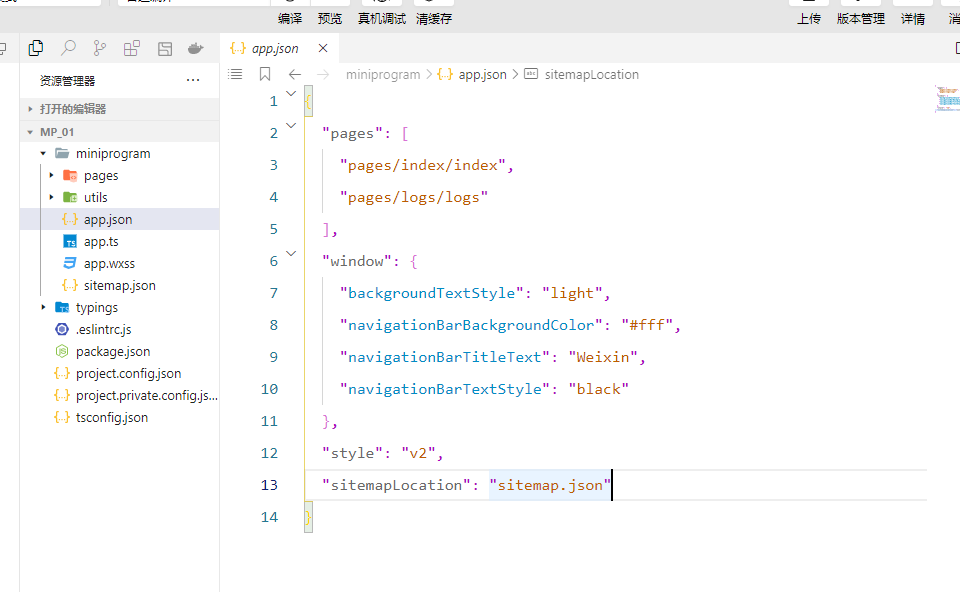 编译 预览 真机调试 清缓存 上传 版本管理 详情
资源管理器 ...
打开的编辑器
MP_01
miniprogram
pages
utils
app.json
app.ts
app.wxss
sitemap.json
typings
.eslintrc.js
package.json
project.config.json
project.private.config.js...
tsconfig.json
app.json
miniprogram > {..} app.json > sitemapLocation
1 {
2 "pages": [
3 "pages/index/index",
4 "pages/logs/logs"
5 ],
6 "window": {
7 "backgroundTextStyle": "light",
8 "navigationBarBackgroundColor": "#fff",
9 "navigationBarTitleText": "Weixin",
10 "navigationBarTextStyle": "black"
11 },
12 "style": "v2",
13 "sitemapLocation": "sitemap.json"
14 }